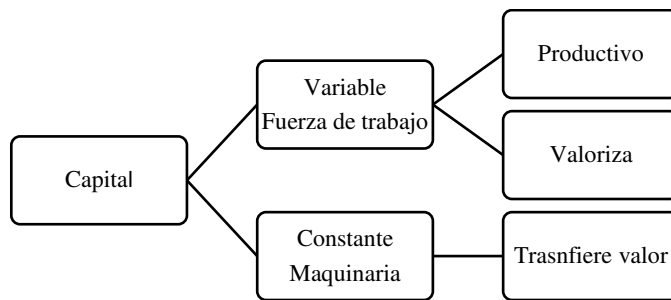 Capital
Variable
Fuerza de trabajo
Productivo
Valoriza
Constante
Maquinaria
Trasnfiere valor